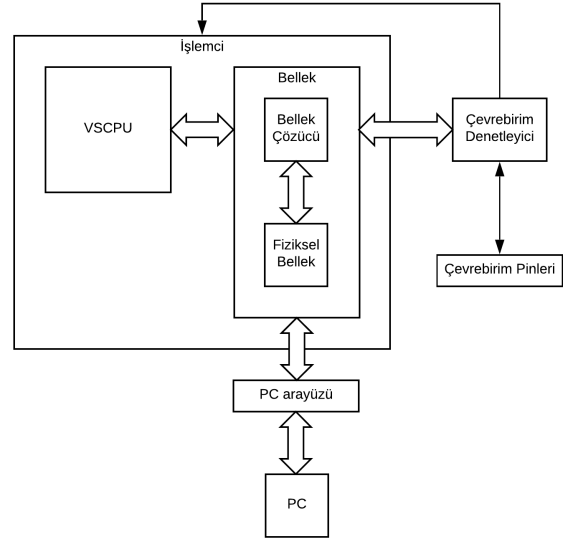 İşlemci
Bellek
VSCPU
Bellek
Çözücü
Çevrebirim
Denetleyici
Fiziksel
Bellek
Çevrebirim Pinleri
PC arayüzü
PC